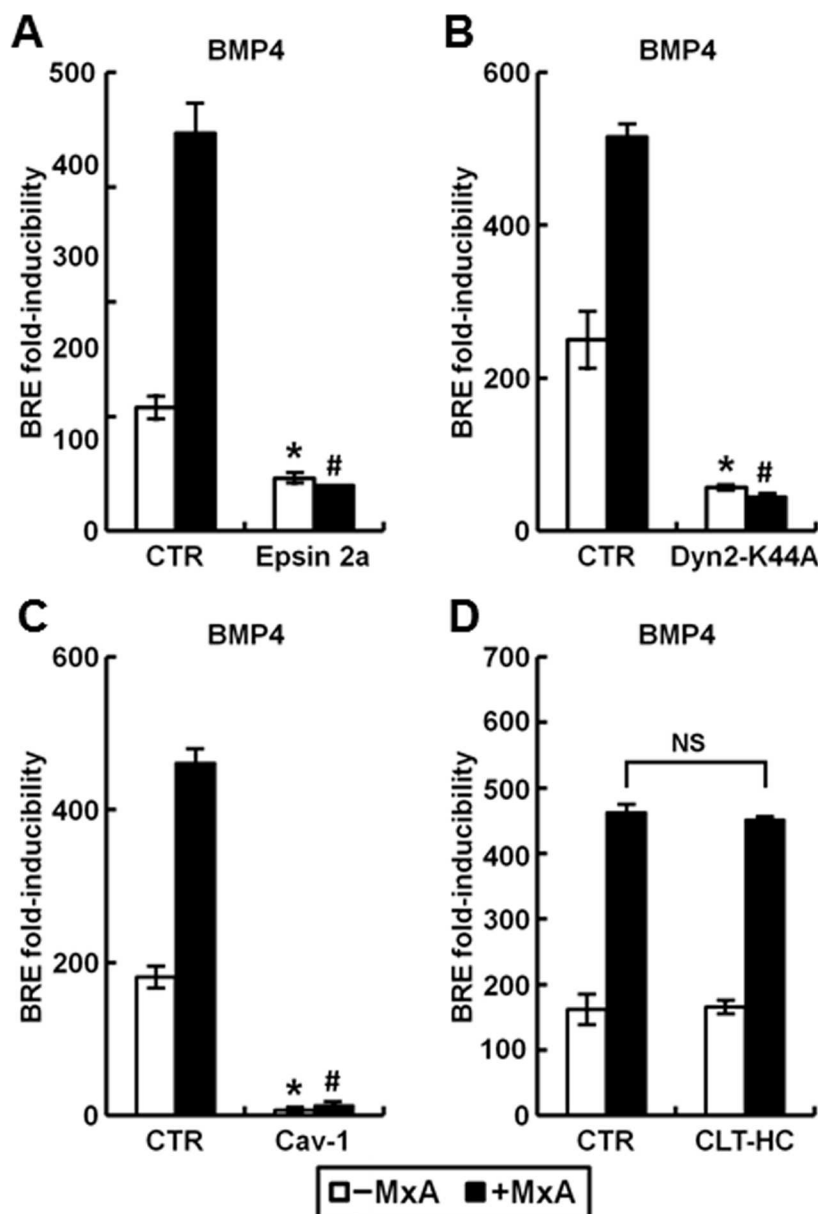 A
BMP4
BRE fold-inducibility
500
400
300
200
100
0
*
#
CTR
Epsin 2a
B
BMP4
BRE fold-inducibility
600
400
200
0
*
#
CTR
Dyn2-K44A
C
BMP4
BRE fold-inducibility
600
400
200
0
*
#
CTR
Cav-1
D
BMP4
BRE fold-inducibility
700
600
500
400
300
200
100
0
NS
CTR
CLT-HC
−MxA +MxA